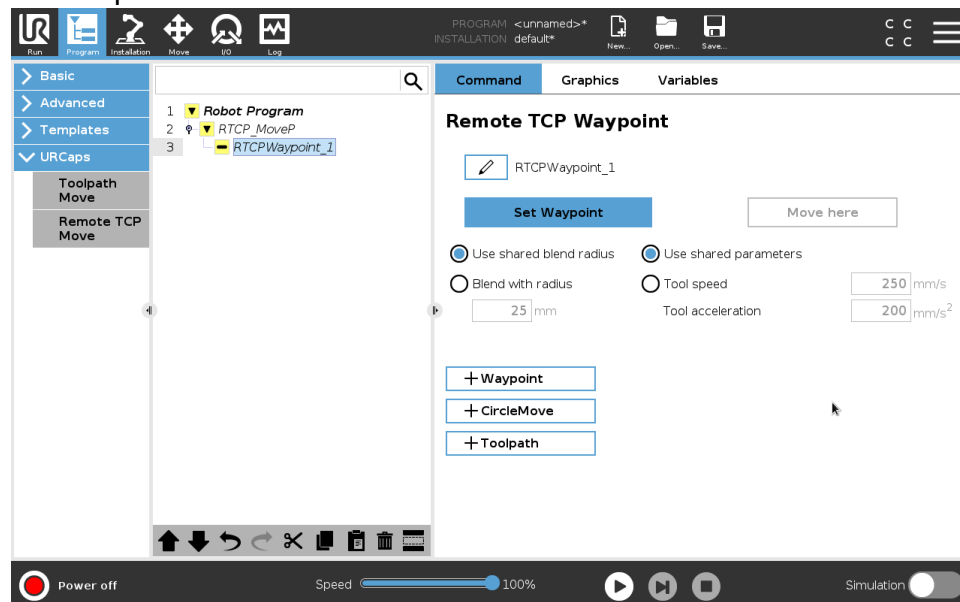 PROGRAM <unnamed>*
INSTALLATION default*
C C
C C
UR
Run
Program
Installation
Move
I/O
Log
New...
Open...
Save...
Basic
Advanced
Templates
URCaps
Toolpath
Move
Remote TCP
Move
1 Robot Program
2 RTCP_MoveP
3 RTCPWaypoint_1
Command Graphics Variables
Remote TCP Waypoint
RTCPWaypoint_1
Set Waypoint Move here
Use shared blend radius Use shared parameters
Blend with radius Tool speed 250 mm/s
25 mm Tool acceleration 200 mm/s²
+ Waypoint
+ CircleMove
+ Toolpath
Power off Speed 100% Simulation